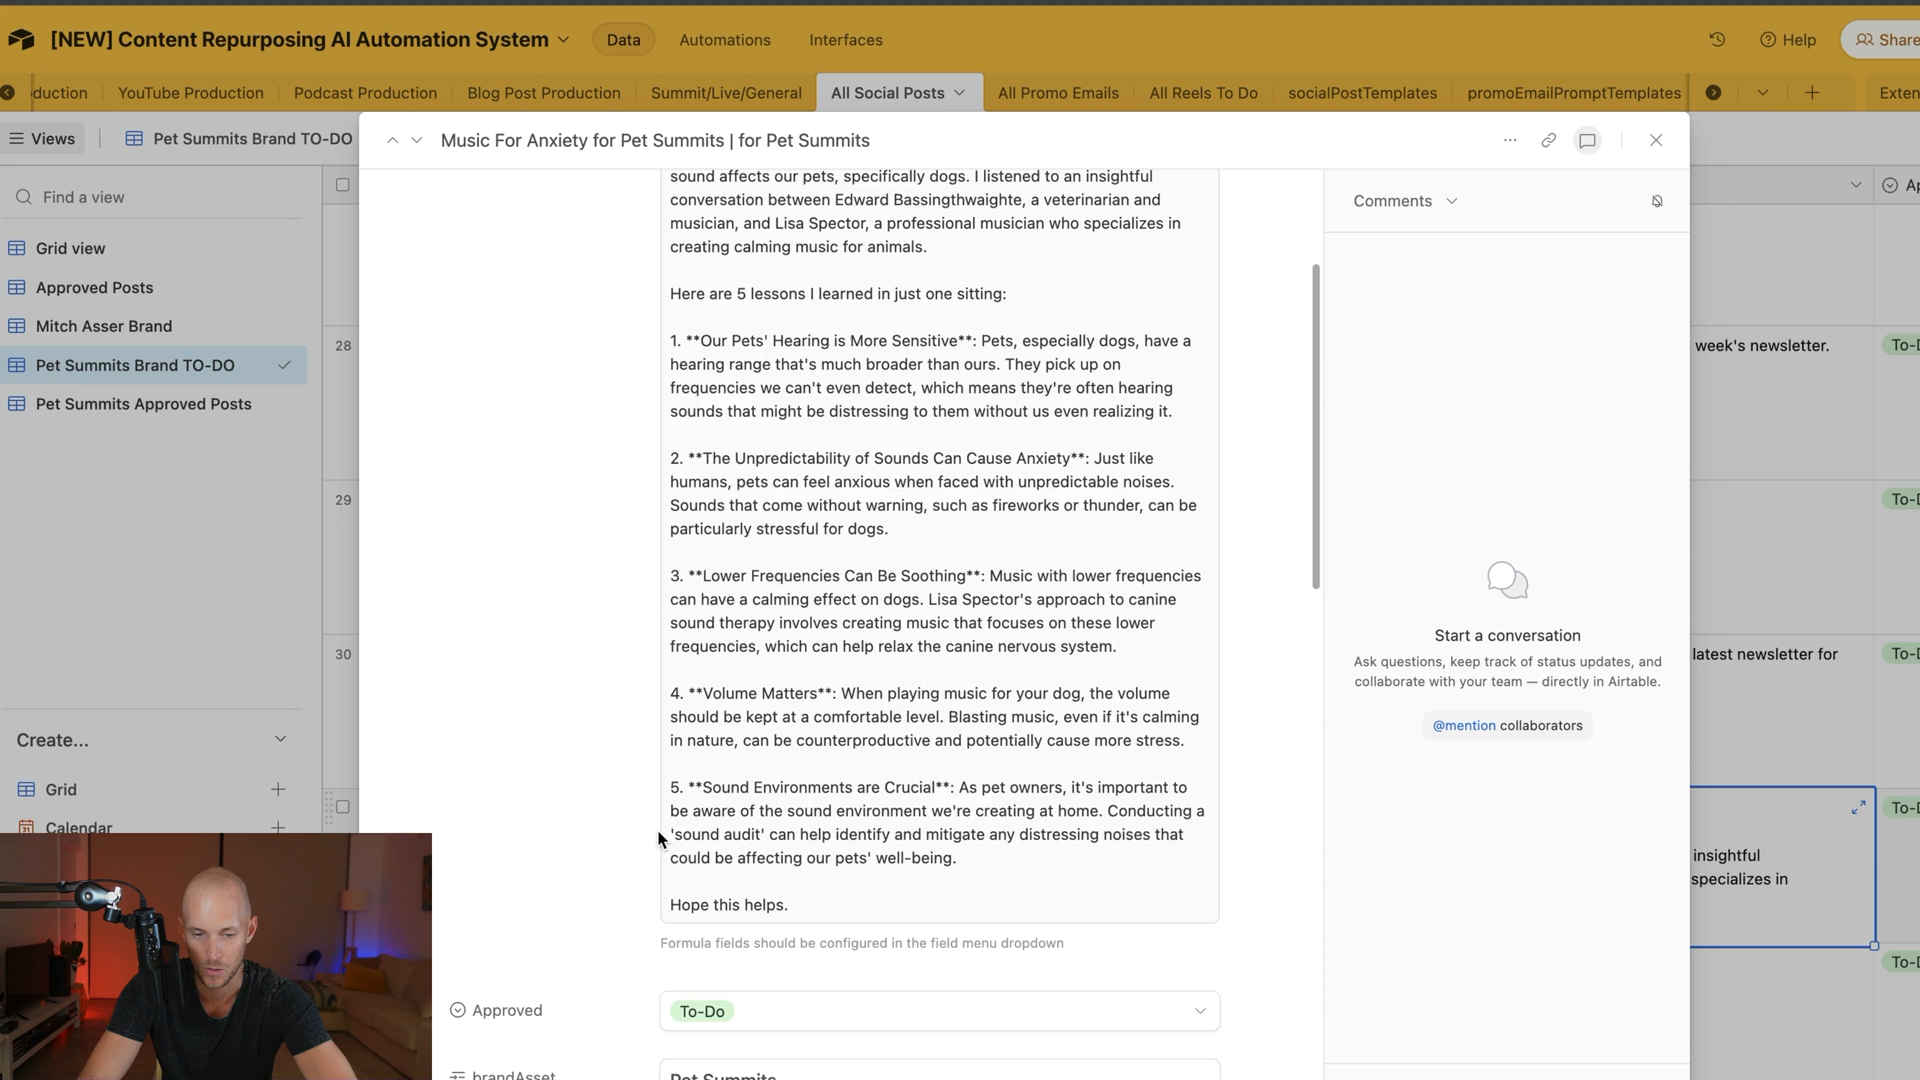 [NEW] Content Repurposing AI Automation System
Data
Automations
Interfaces
Help
Share
duction
YouTube Production
Podcast Production
Blog Post Production
Summit/Live/General
All Social Posts
All Promo Emails
All Reels To Do
socialPostTemplates
promoEmailPromptTemplates
Exten
Views
Pet Summits Brand TO-DO
Find a view
Grid view
Approved Posts
Mitch Asser Brand
Pet Summits Brand TO-DO
Pet Summits Approved Posts
Create...
Grid
Calendar
28
29
30
Music For Anxiety for Pet Summits | for Pet Summits
sound affects our pets, specifically dogs. I listened to an insightful
conversation between Edward Bassingthwaighte, a veterinarian and
musician, and Lisa Spector, a professional musician who specializes in
creating calming music for animals.
Here are 5 lessons I learned in just one sitting:
1. **Our Pets' Hearing is More Sensitive**: Pets, especially dogs, have a
hearing range that's much broader than ours. They pick up on
frequencies we can't even detect, which means they're often hearing
sounds that might be distressing to them without us even realizing it.
2. **The Unpredictability of Sounds Can Cause Anxiety**: Just like
humans, pets can feel anxious when faced with unpredictable noises.
Sounds that come without warning, such as fireworks or thunder, can be
particularly stressful for dogs.
3. **Lower Frequencies Can Be Soothing**: Music with lower frequencies
can have a calming effect on dogs. Lisa Spector's approach to canine
sound therapy involves creating music that focuses on these lower
frequencies, which can help relax the canine nervous system.
4. **Volume Matters**: When playing music for your dog, the volume
should be kept at a comfortable level. Blasting music, even if it's calming
in nature, can be counterproductive and potentially cause more stress.
5. **Sound Environments are Crucial**: As pet owners, it's important to
be aware of the sound environment we're creating at home. Conducting a
'sound audit' can help identify and mitigate any distressing noises that
could be affecting our pets' well-being.
Hope this helps.
Formula fields should be configured in the field menu dropdown
Approved
To-Do
brandAsset
Pet Summits
Comments
Start a conversation
Ask questions, keep track of status updates, and
collaborate with your team — directly in Airtable.
@mention collaborators
Ap
week's newsletter.
To-D
To-D
latest newsletter for
To-D
To-D
insightful
specializes in
To-D